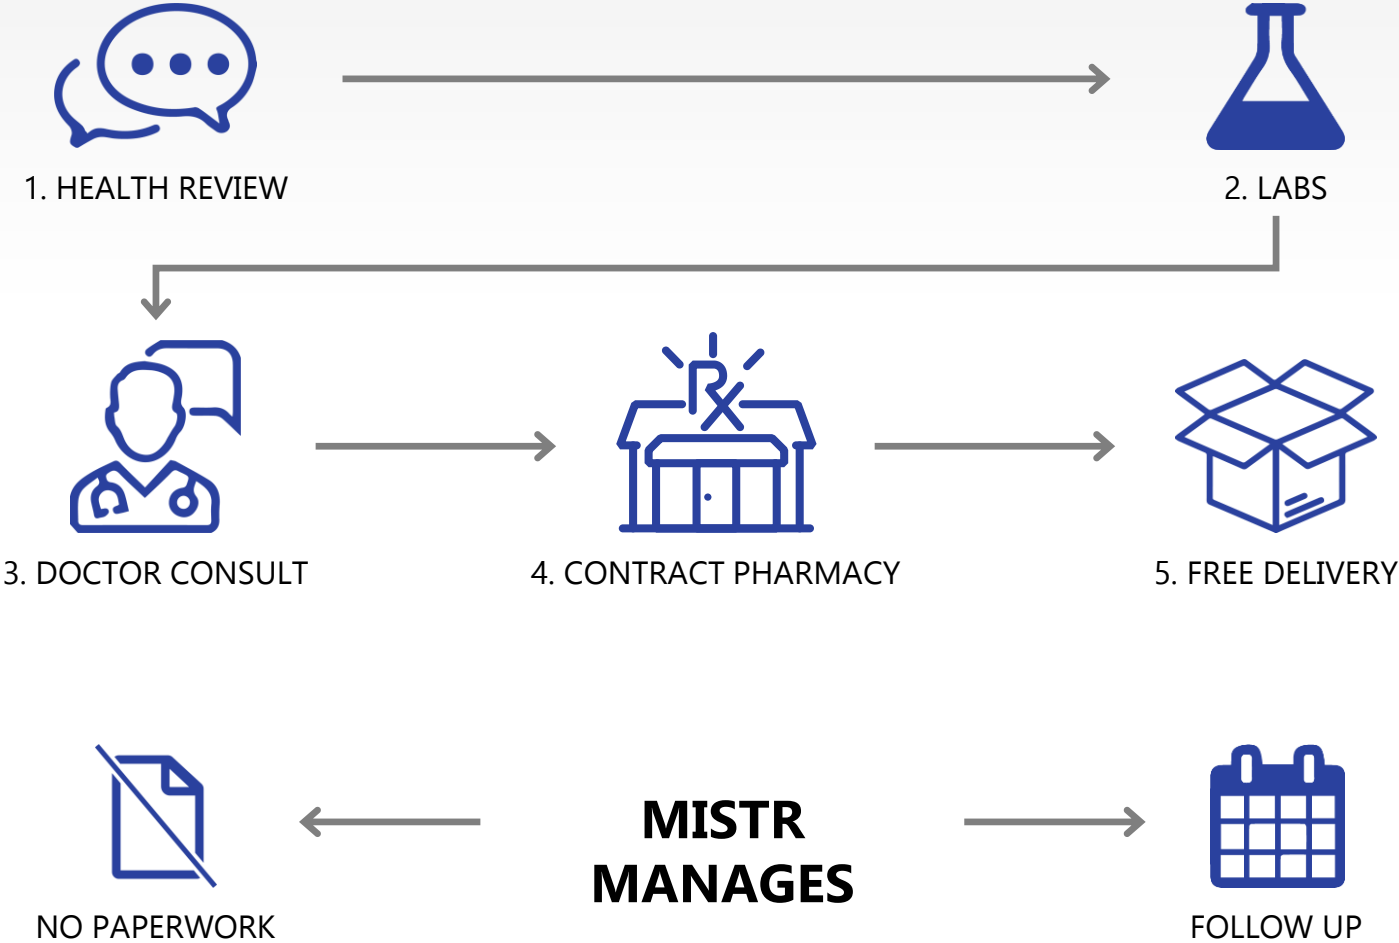 1. HEALTH REVIEW
2. LABS
3. DOCTOR CONSULT
Rx
4. CONTRACT PHARMACY
5. FREE DELIVERY
MISTR
MANAGES
NO PAPERWORK
FOLLOW UP